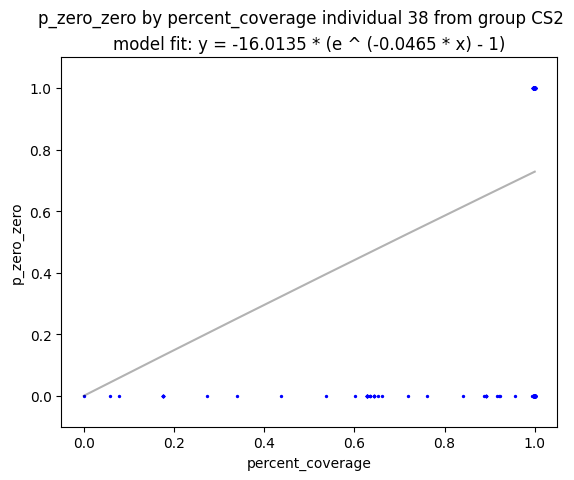 p_zero_zero by percent_coverage individual 38 from group CS2
model fit: y = -16.0135 * (e ^ (-0.0465 * x) - 1)
1.0
0.8
0.6
0.4
0.2
0.0
p_zero_zero
0.0 0.2 0.4 0.6 0.8 1.0
percent_coverage